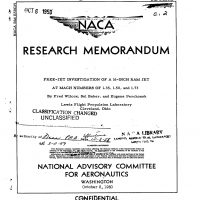 OCT 6 1950
NACA
RESEARCH MEMORANDUM
FREE-JET INVESTIGATION OF A 16-INCH RAM JET
AT MACH NUMBERS OF 1.35, 1.50, and 1.73
By Fred Wilcox, Sol Baker, and Eugene Perchonok
Lewis Flight Propulsion Laboratory
Cleveland, Ohio
CLASSIFICATION CHANGED
UNCLASSIFIED
LIBRARY
NATIONAL ADVISORY COMMITTEE
FOR AERONAUTICS
WASHINGTON
October 2, 1950
CONFIDENTIAL